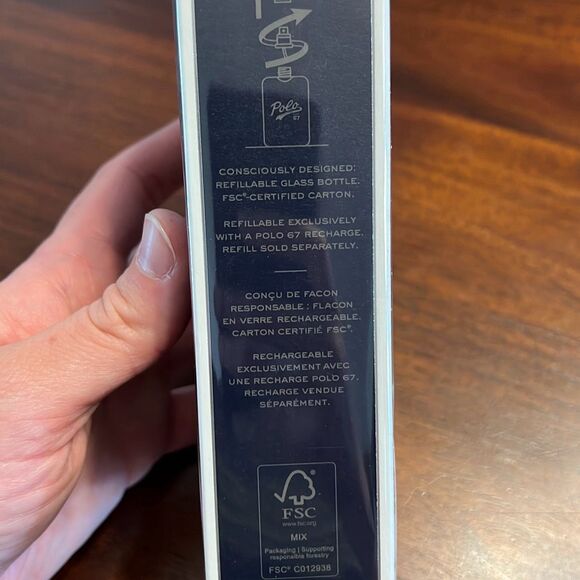 Polo
67
CONSCIOUSLY DESIGNED:
REFILLABLE GLASS BOTTLE.
FSC®-CERTIFIED CARTON.
REFILLABLE EXCLUSIVELY
WITH A POLO 67 RECHARGE.
REFILL SOLD SEPARATELY.
CONÇU DE FACON
RESPONSABLE : FLACON
EN VERRE RECHARGEABLE.
CARTON CERTIFIÉ FSC®.
RECHARGEABLE
EXCLUSIVEMENT AVEC
UNE RECHARGE POLO 67.
RECHARGE VENDUE
SÉPARÉMENT.
FSC
www.fsc.org
MIX
Packaging | Supporting
responsible forestry
FSC® C012938